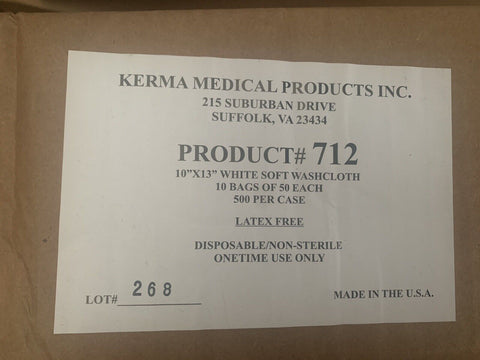 KERMA MEDICAL PRODUCTS INC.
215 SUBURBAN DRIVE
SUFFOLK, VA 23434
PRODUCT# 712
10"X13" WHITE SOFT WASHCLOTH
10 BAGS OF 50 EACH
500 PER CASE
LATEX FREE
DISPOSABLE/NON-STERILE
ONETIME USE ONLY
LOT# 268
MADE IN THE U.S.A.